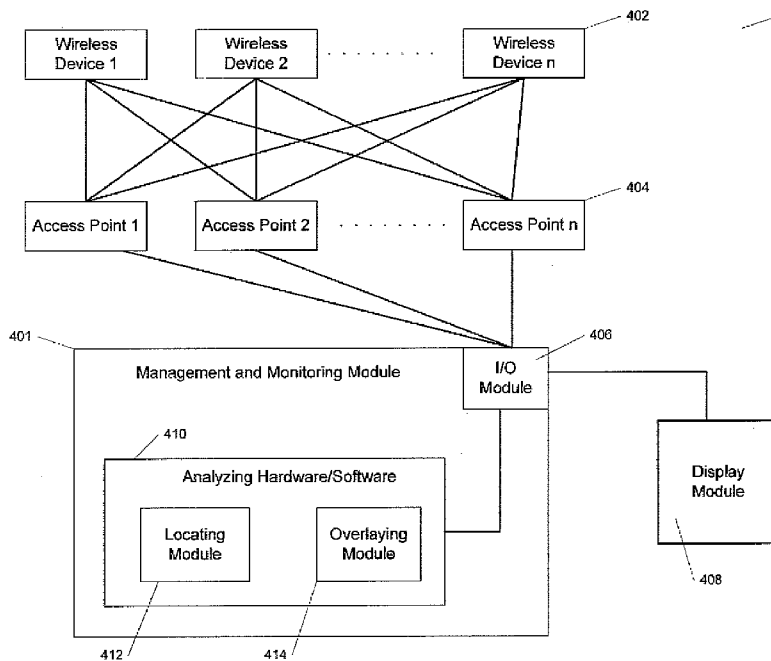 402
Wireless
Device 1
Wireless
Device 2
Wireless
Device n
404
Access Point 1
Access Point 2
Access Point n
401
406
Management and Monitoring Module
I/O
Module
410
Analyzing Hardware/Software
Locating
Module
Overlaying
Module
Display
Module
408
412
414